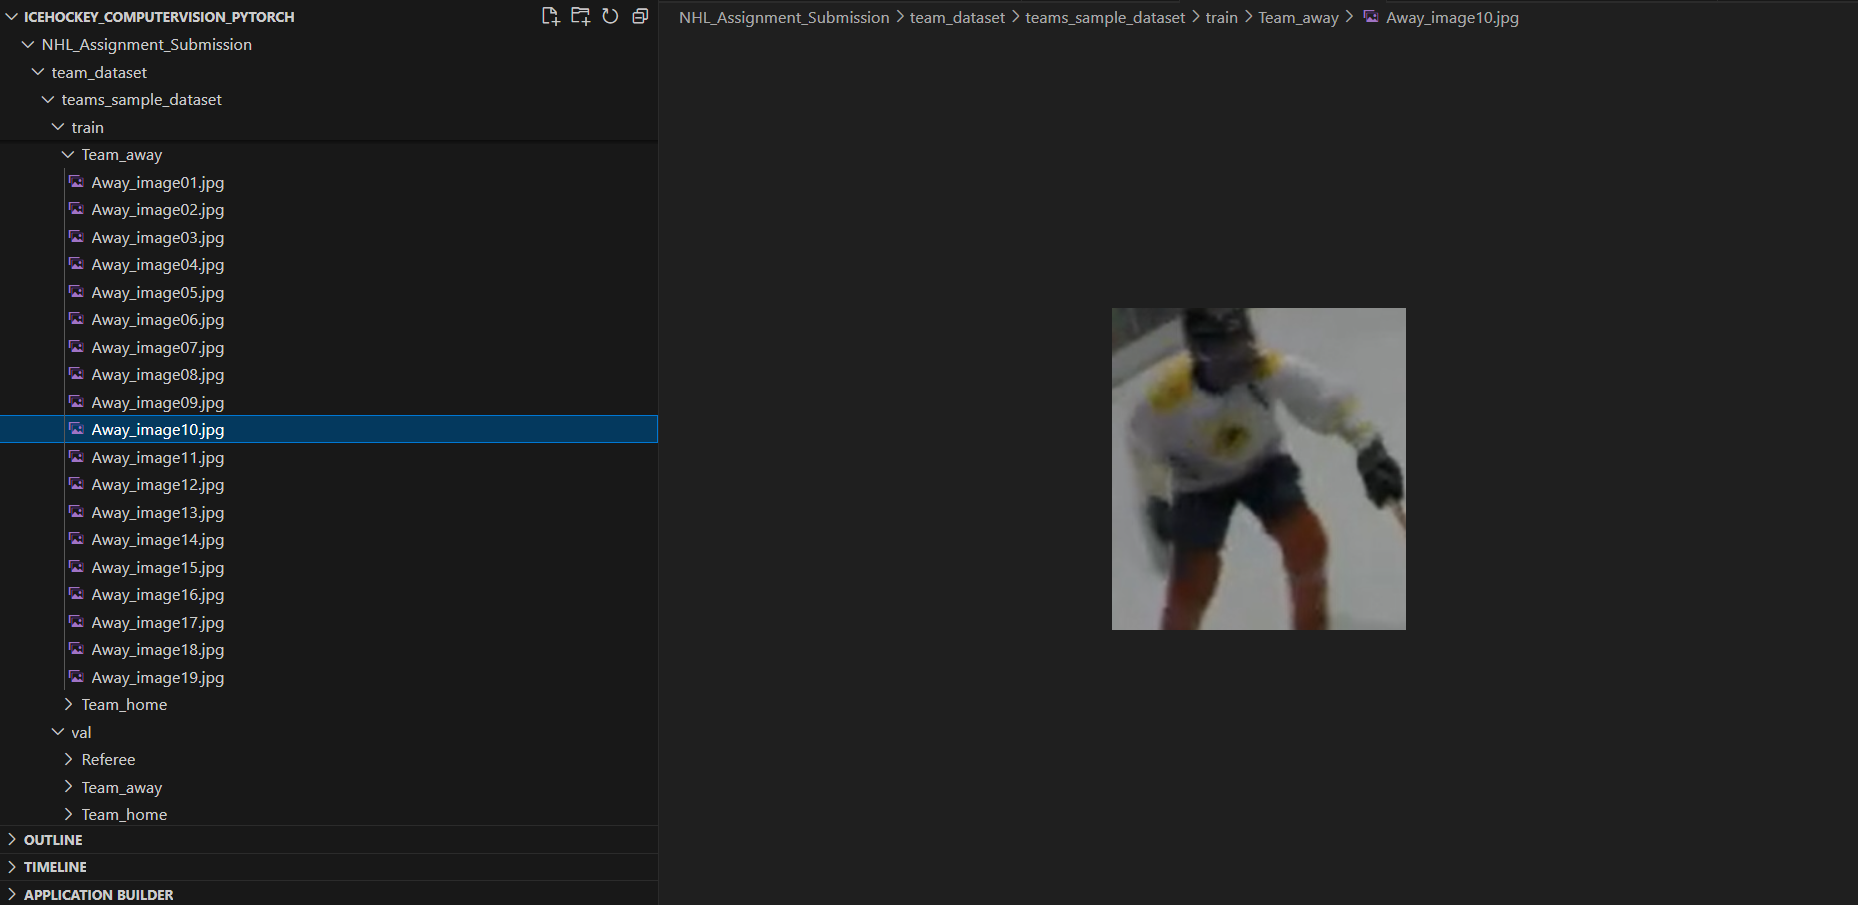 ICEHOCKEY_COMPUTERVISION_PYTORCH
NHL_Assignment_Submission
team_dataset
teams_sample_dataset
train
Team_away
Away_image01.jpg
Away_image02.jpg
Away_image03.jpg
Away_image04.jpg
Away_image05.jpg
Away_image06.jpg
Away_image07.jpg
Away_image08.jpg
Away_image09.jpg
Away_image10.jpg
Away_image11.jpg
Away_image12.jpg
Away_image13.jpg
Away_image14.jpg
Away_image15.jpg
Away_image16.jpg
Away_image17.jpg
Away_image18.jpg
Away_image19.jpg
Team_home
val
Referee
Team_away
Team_home
OUTLINE
TIMELINE
APPLICATION BUILDER
NHL_Assignment_Submission > team_dataset > teams_sample_dataset > train > Team_away > Away_image10.jpg